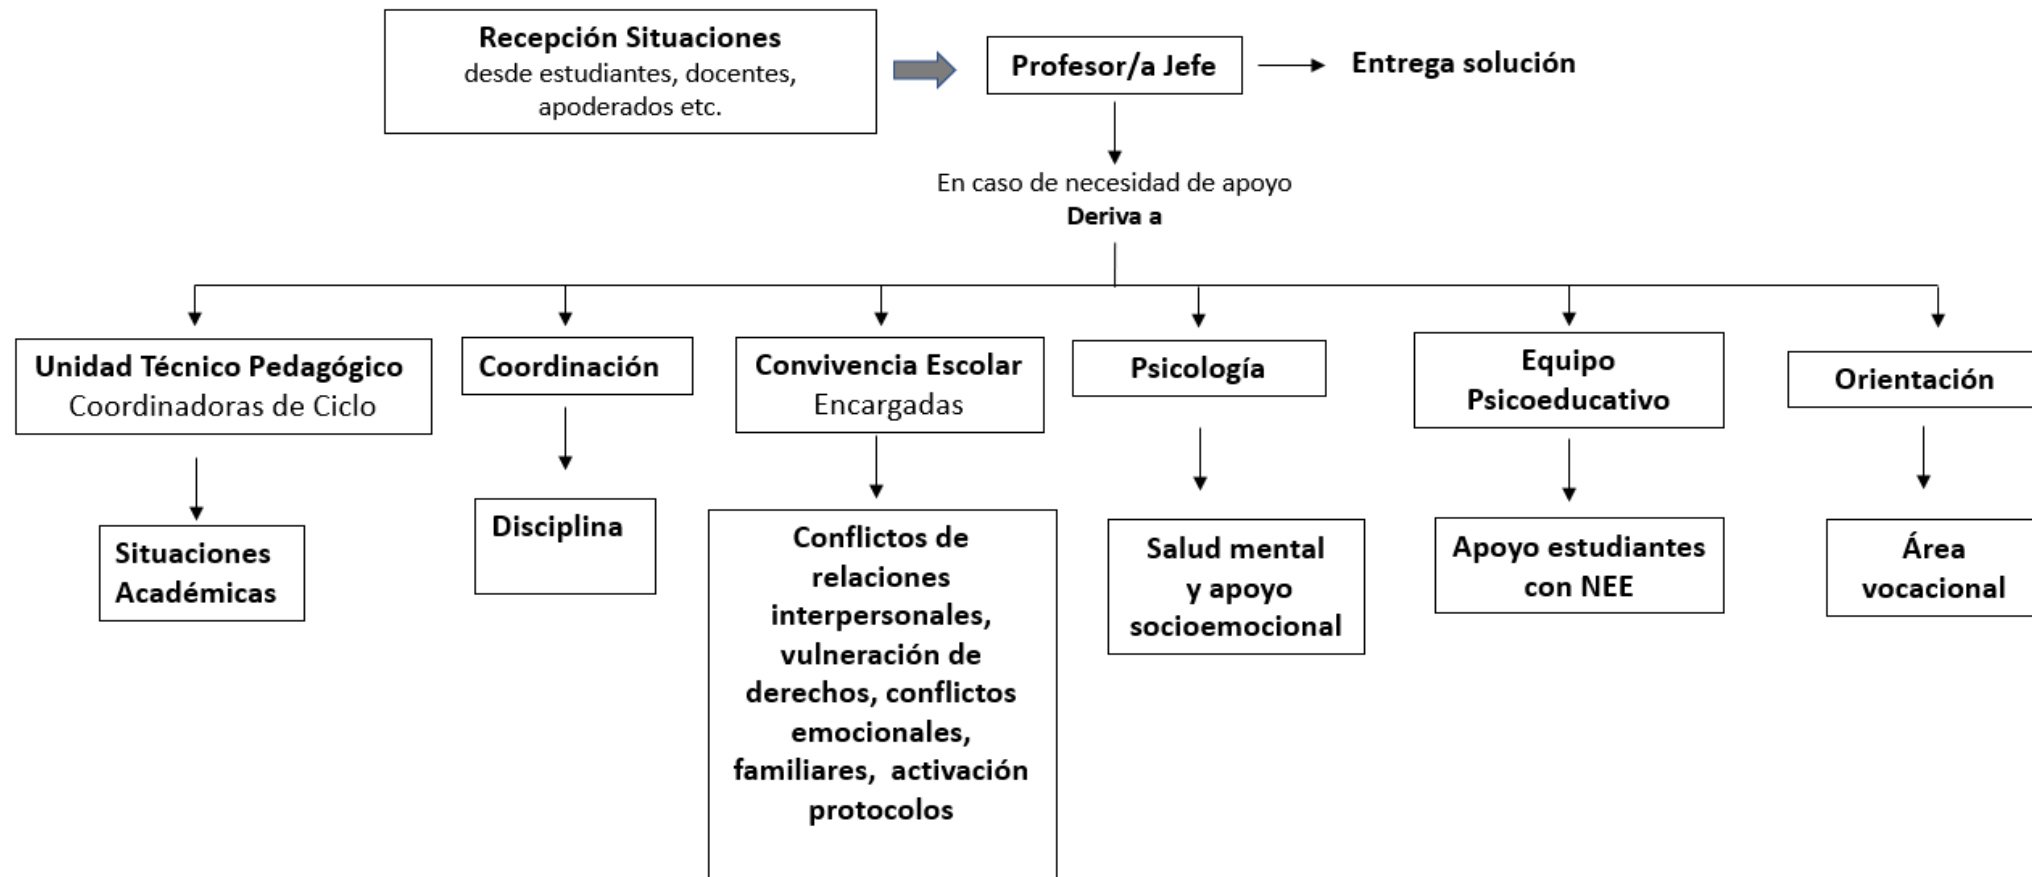 Recepción Situaciones
desde estudiantes, docentes,
apoderados etc.
Profesor/a Jefe
Entrega solución
En caso de necesidad de apoyo
Deriva a
Unidad Técnico Pedagógico
Coordinadoras de Ciclo
Coordinación
Convivencia Escolar
Encargadas
Psicología
Equipo
Psicoeducativo
Orientación
Situaciones
Académicas
Disciplina
Conflictos de
relaciones
interpersonales,
vulneración de
derechos, conflictos
emocionales,
familiares, activación
protocolos
Salud mental
y apoyo
socioemocional
Apoyo estudiantes
con NEE
Área
vocacional